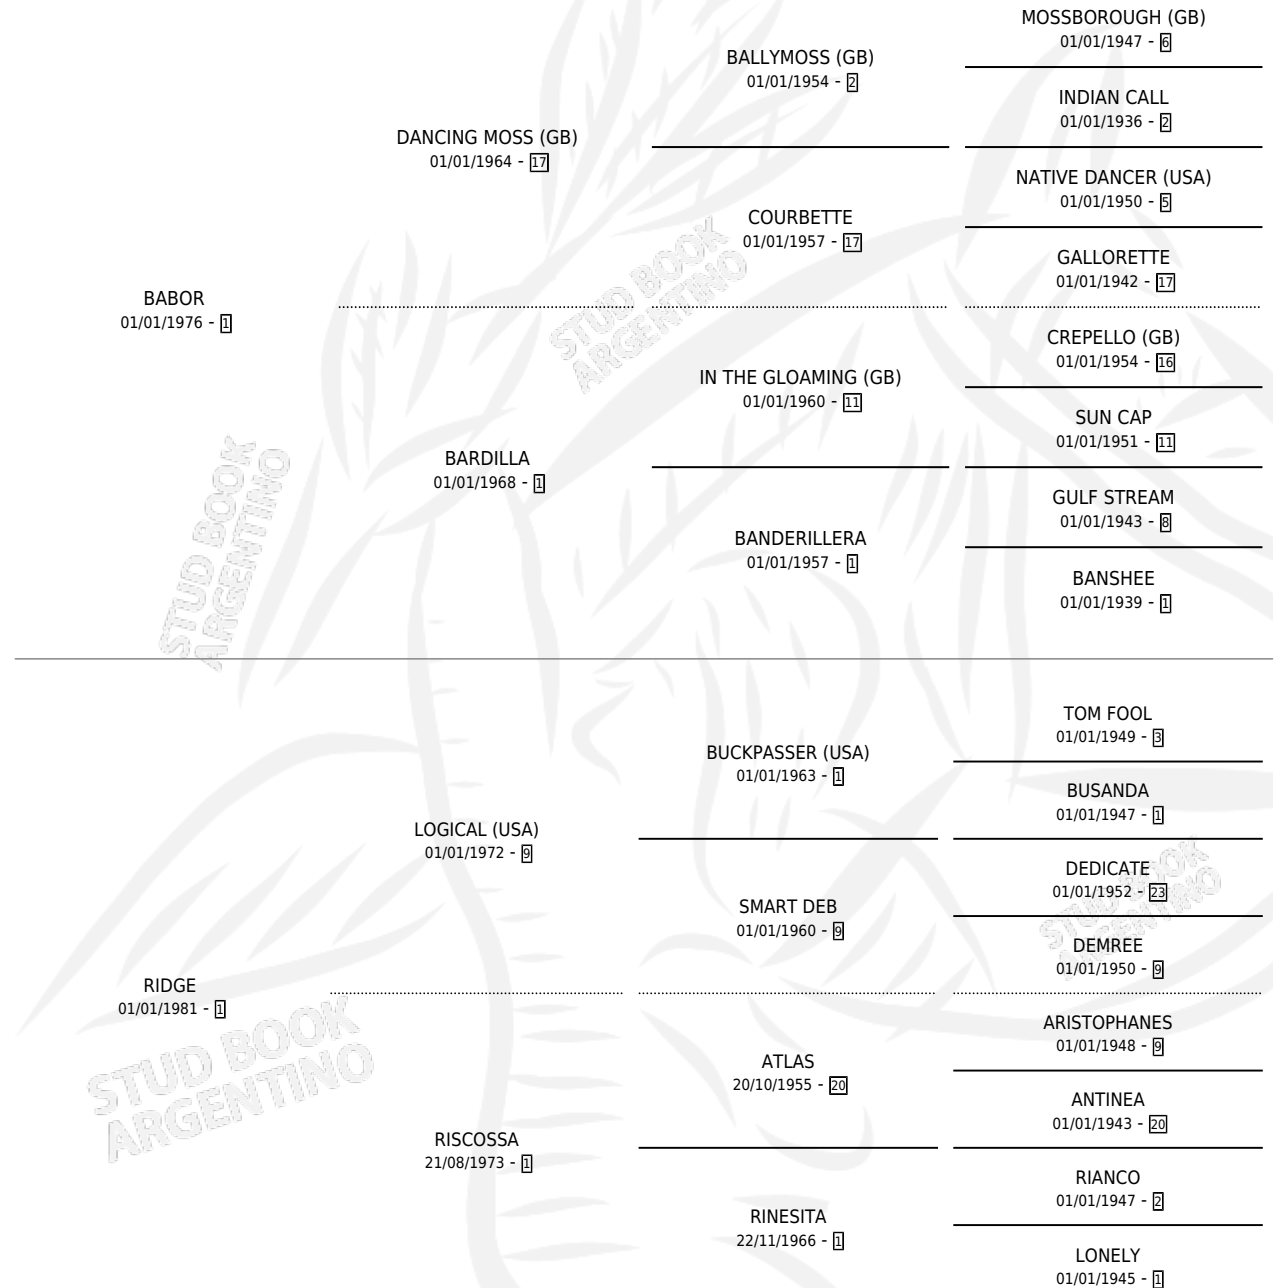 MOSSBOROUGH (GB)
01/01/1947 - 6
BALLYMOSS (GB)
01/01/1954 - 2
INDIAN CALL
01/01/1936 - 2
DANCING MOSS (GB)
01/01/1964 - 17
NATIVE DANCER (USA)
01/01/1950 - 5
COURBETTE
01/01/1957 - 17
GALLORETTE
01/01/1942 - 17
BABOR
01/01/1976 - 1
STUD BOOK
ARGENTINO
CREPELLO (GB)
01/01/1954 - 16
IN THE GLOAMING (GB)
01/01/1960 - 11
SUN CAP
01/01/1951 - 11
BARDILLA
01/01/1968 - 1
GULF STREAM
01/01/1943 - 8
BANDERILLERA
01/01/1957 - 1
BANSHEE
01/01/1939 - 1
STUD BOOK
ARGENTINO
TOM FOOL
01/01/1949 - 3
BUCKPASSER (USA)
01/01/1963 - 1
BUSANDA
01/01/1947 - 1
LOGICAL (USA)
01/01/1972 - 9
DEDICATE
01/01/1952 - 23
SMART DEB
01/01/1960 - 9
STUD BOOK
ARGENTINO
DEMREE
01/01/1950 - 9
RIDGE
01/01/1981 - 1
ARISTOPHANES
01/01/1948 - 9
ATLAS
20/10/1955 - 20
STUD BOOK
ARGENTINO
ANTINEA
01/01/1943 - 20
RISCOSSA
21/08/1973 - 1
RIANCO
01/01/1947 - 2
RINESITA
22/11/1966 - 1
LONELY
01/01/1945 - 1